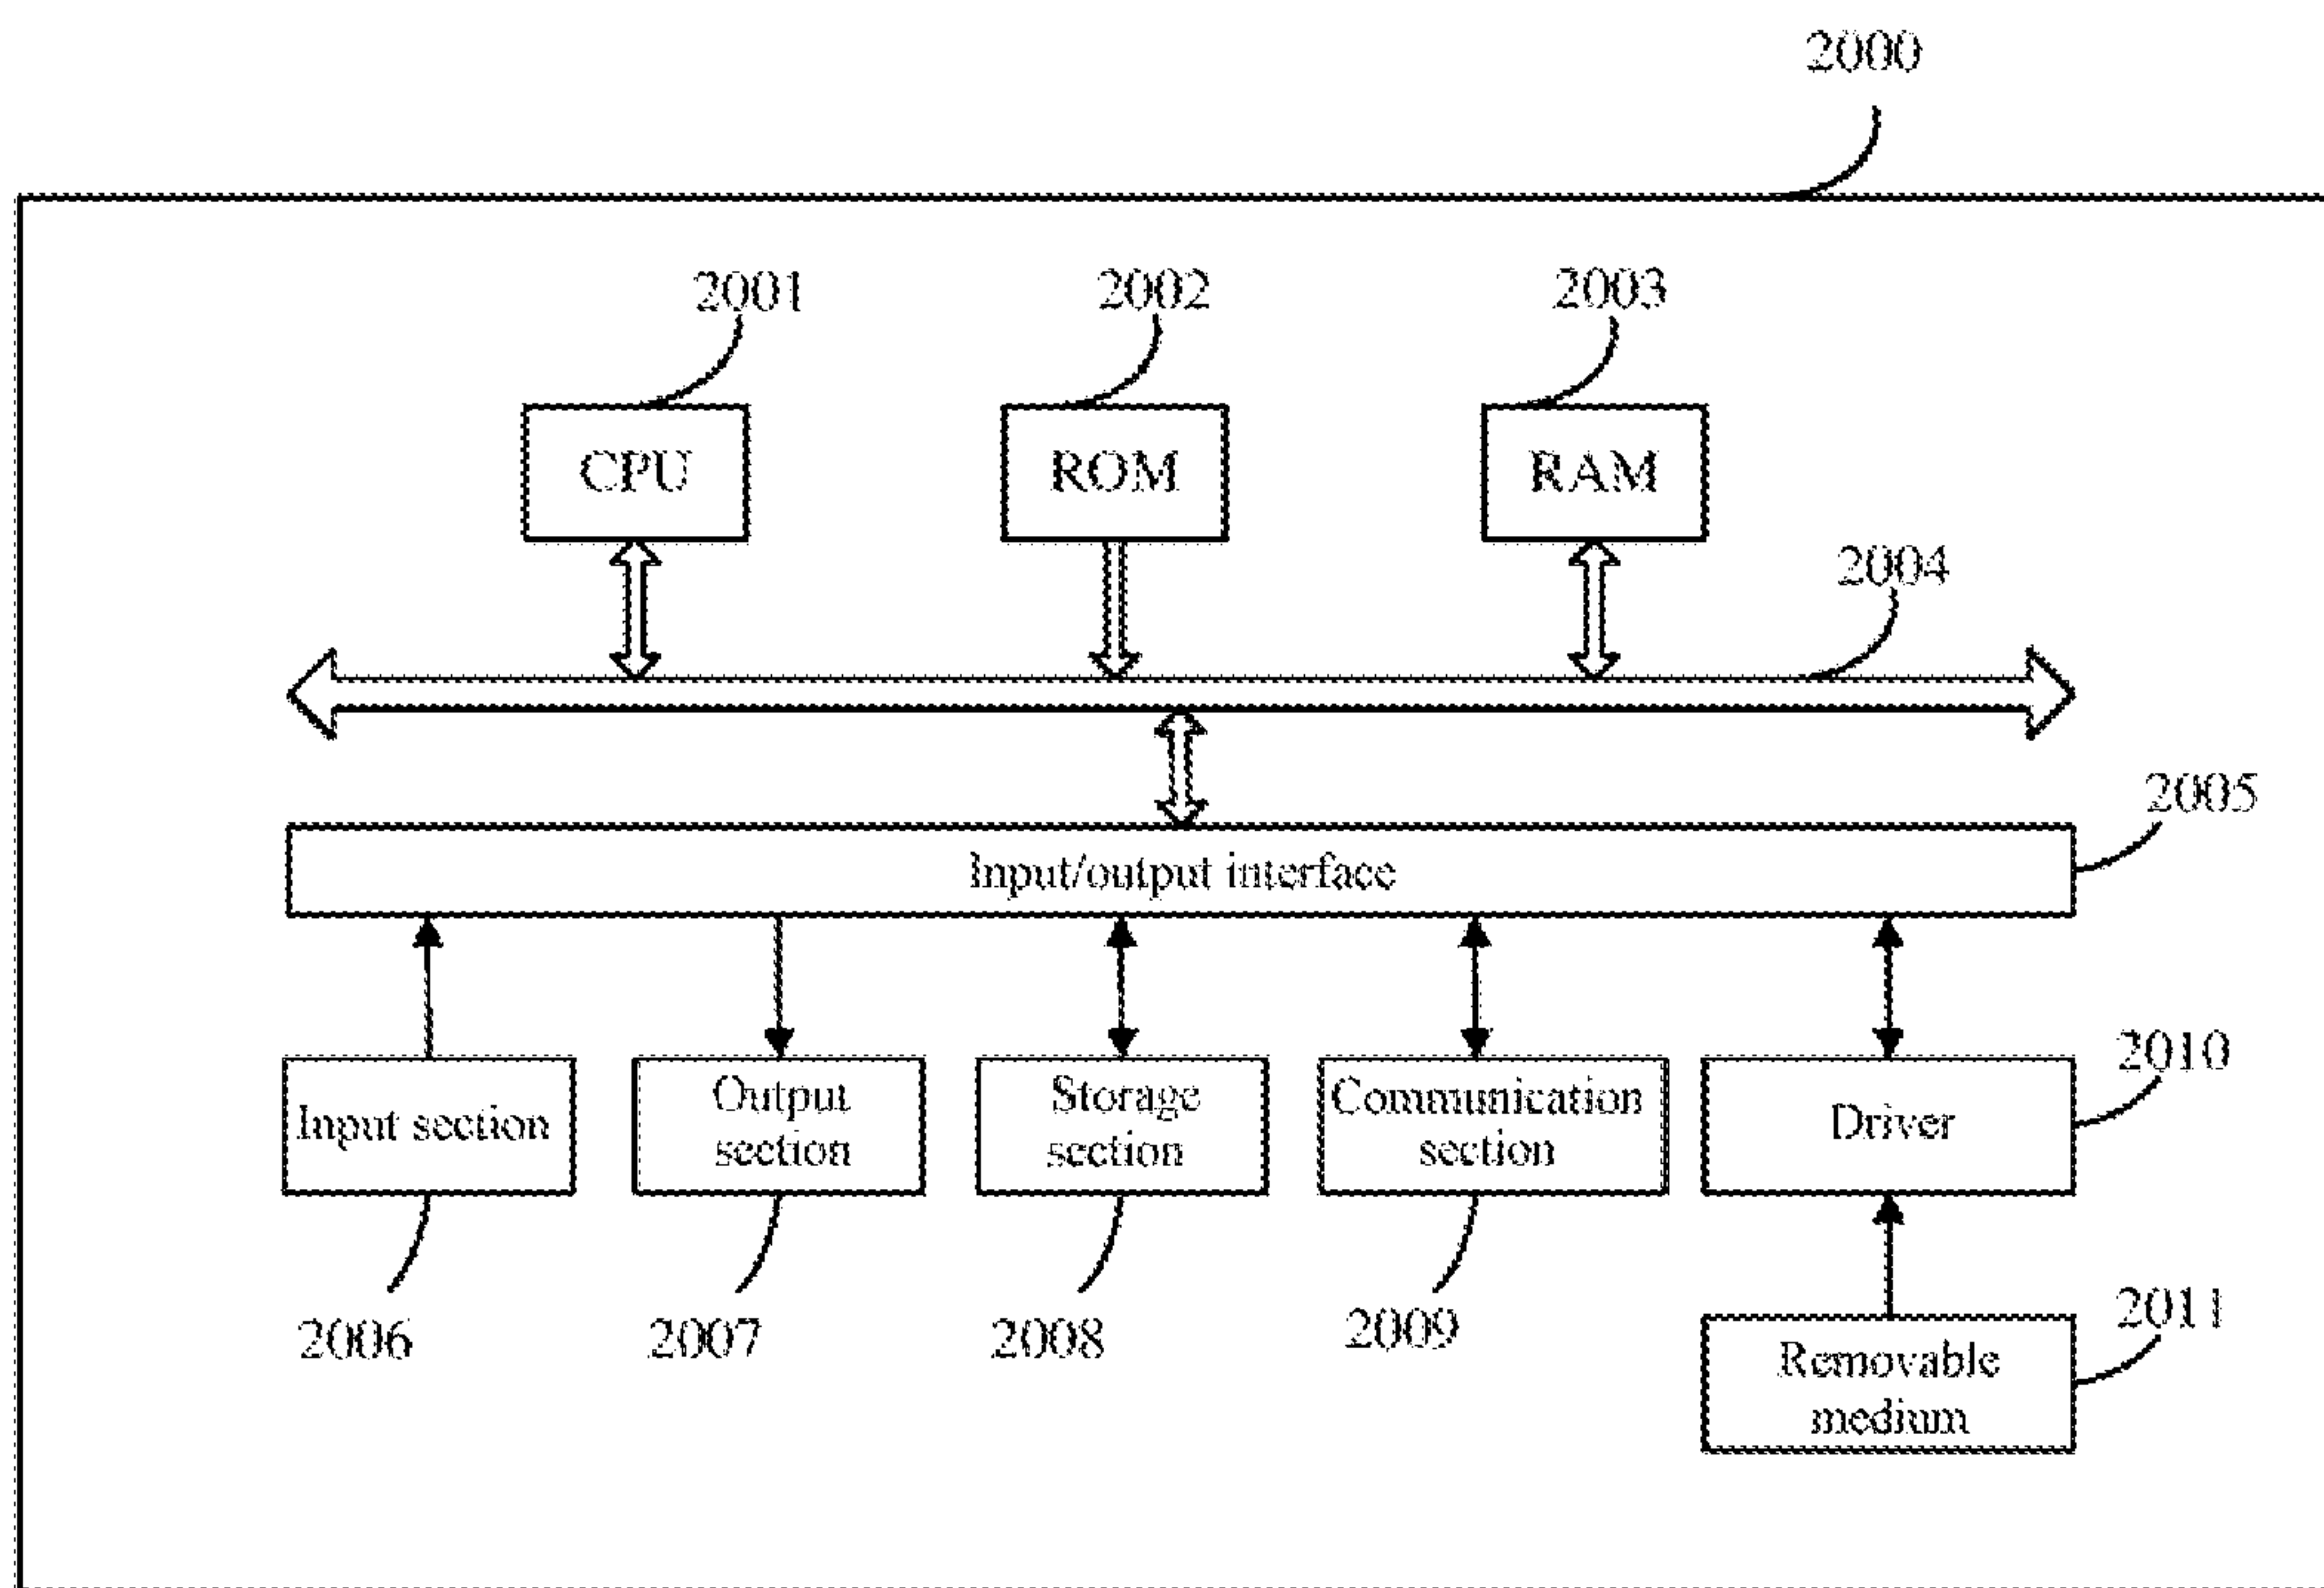 2000
2001
2002
2003
CPU
ROM
RAM
2004
2005
Input/output interface
2010
Input section
Output
section
Storage
section
Communication
section
Driver
2006
2007
2008
2009
2011
Removable
medium